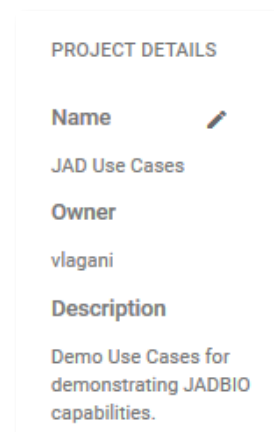 PROJECT DETAILS
Name
JAD Use Cases
Owner
vlagani
Description
Demo Use Cases for
demonstrating JADBIO
capabilities.